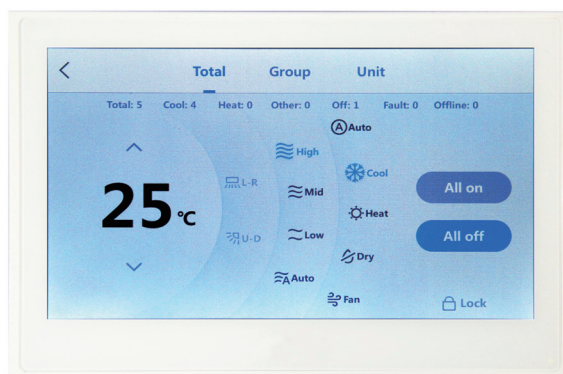 Total Group Unit
Total: 5 Cool: 4 Heat: 0 Other: 0 Off: 1 Fault: 0 Offline: 0
A Auto
High
Cool
L-R
Mid
All on
25°C
Heat
U-D
Low
All off
Dry
A Auto
Fan
Lock